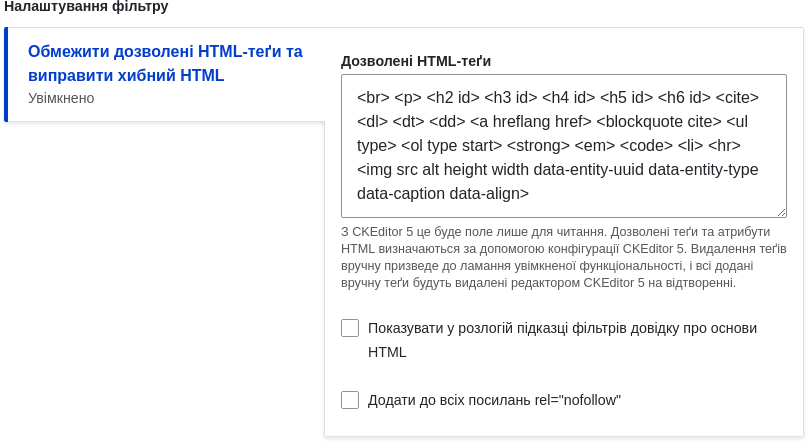 Налаштування фільтру
Обмежити дозволені HTML-теґи та
виправити хибний HTML
Увімкнено
Дозволені HTML-теґи
<br> <p> <h2 id> <h3 id> <h4 id> <h5 id> <h6 id> <cite>
<dl> <dt> <dd> <a hreflang href> <blockquote cite> <ul
type> <ol type start> <strong> <em> <code> <li> <hr>
<img src alt height width data-entity-uuid data-entity-type
data-caption data-align>
З CKEditor 5 це буде поле лише для читання. Дозволені теґи та атрибути
HTML визначаються за допомогою конфігурації CKEditor 5. Видалення теґів
вручну призведе до ламання увімкненої функціональності, і всі додані
вручну теґи будуть видалені редактором CKEditor 5 на відтворенні.
Показувати у розлогій підказці фільтрів довідку про основи
HTML
Додати до всіх посилань rel="nofollow"